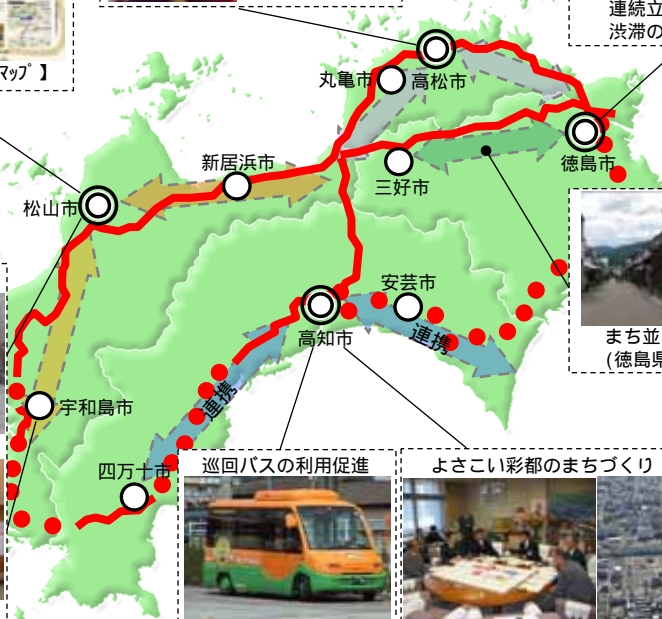 連続立
渋滞の
ﾏｯﾌﾟ】
丸亀市
高松市
新居浜市
三好市
徳島市
松山市
安芸市
高知市
連携
まち並
(徳島県
宇和島市
連携
四万十市
巡回バスの利用促進
よさこい彩都のまちづくり